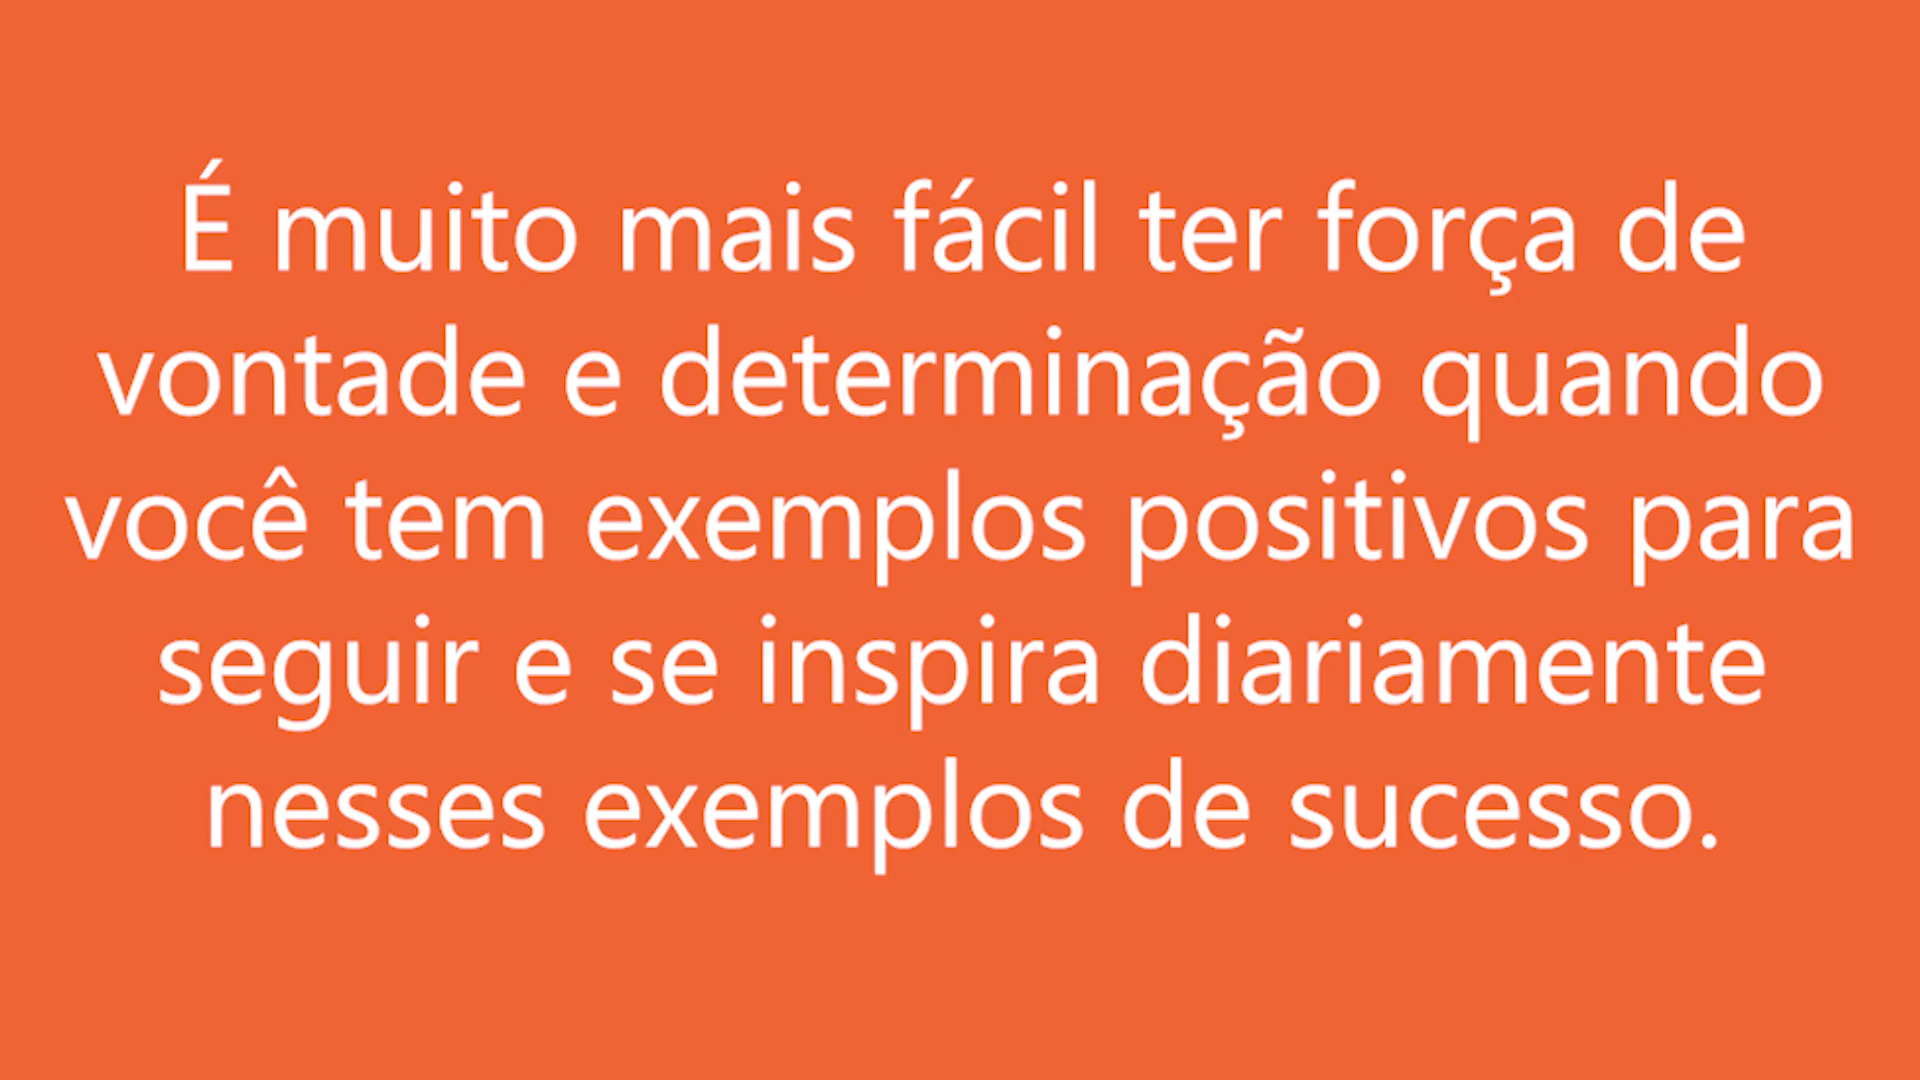 É muito mais fácil ter força de
vontade e determinação quando
você tem exemplos positivos para
seguir e se inspira diariamente
nesses exemplos de sucesso.